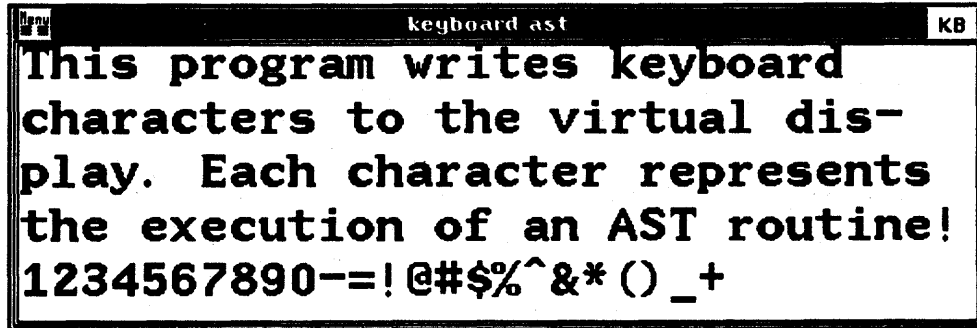 Menu keyboard ast KB
This program writes keyboard
characters to the virtual dis-
play. Each character represents
the execution of an AST routine!
1234567890-=!@#$%^&*()_+